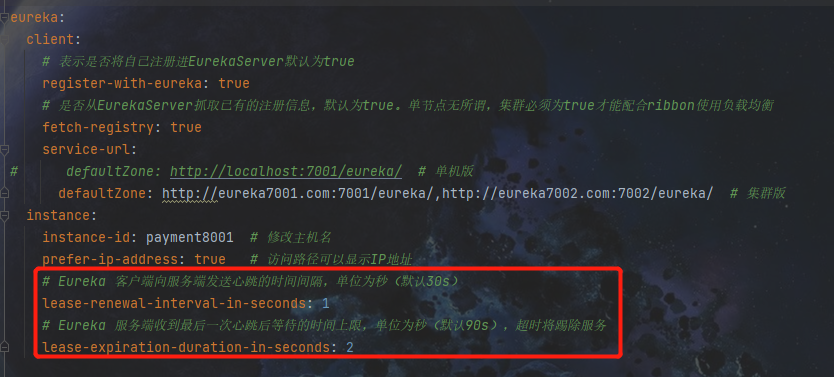 eureka:
  client:
    # 表示是否将自己注册进EurekaServer默认为true
    register-with-eureka: true
    # 是否从EurekaServer抓取已有的注册信息，默认为true。单节点无所谓，集群必须为true才能配合ribbon使用负载均衡
    fetch-registry: true
    service-url:
#      defaultZone: http://localhost:7001/eureka/  # 单机版
      defaultZone: http://eureka7001.com:7001/eureka/,http://eureka7002.com:7002/eureka/  # 集群版
  instance:
    instance-id: payment8001  # 修改主机名
    prefer-ip-address: true   # 访问路径可以显示IP地址
    # Eureka 客户端向服务端发送心跳的时间间隔，单位为秒（默认30s）
    lease-renewal-interval-in-seconds: 1
    # Eureka 服务端收到最后一次心跳后等待的时间上限，单位为秒（默认90s），超时将踢除服务
    lease-expiration-duration-in-seconds: 2